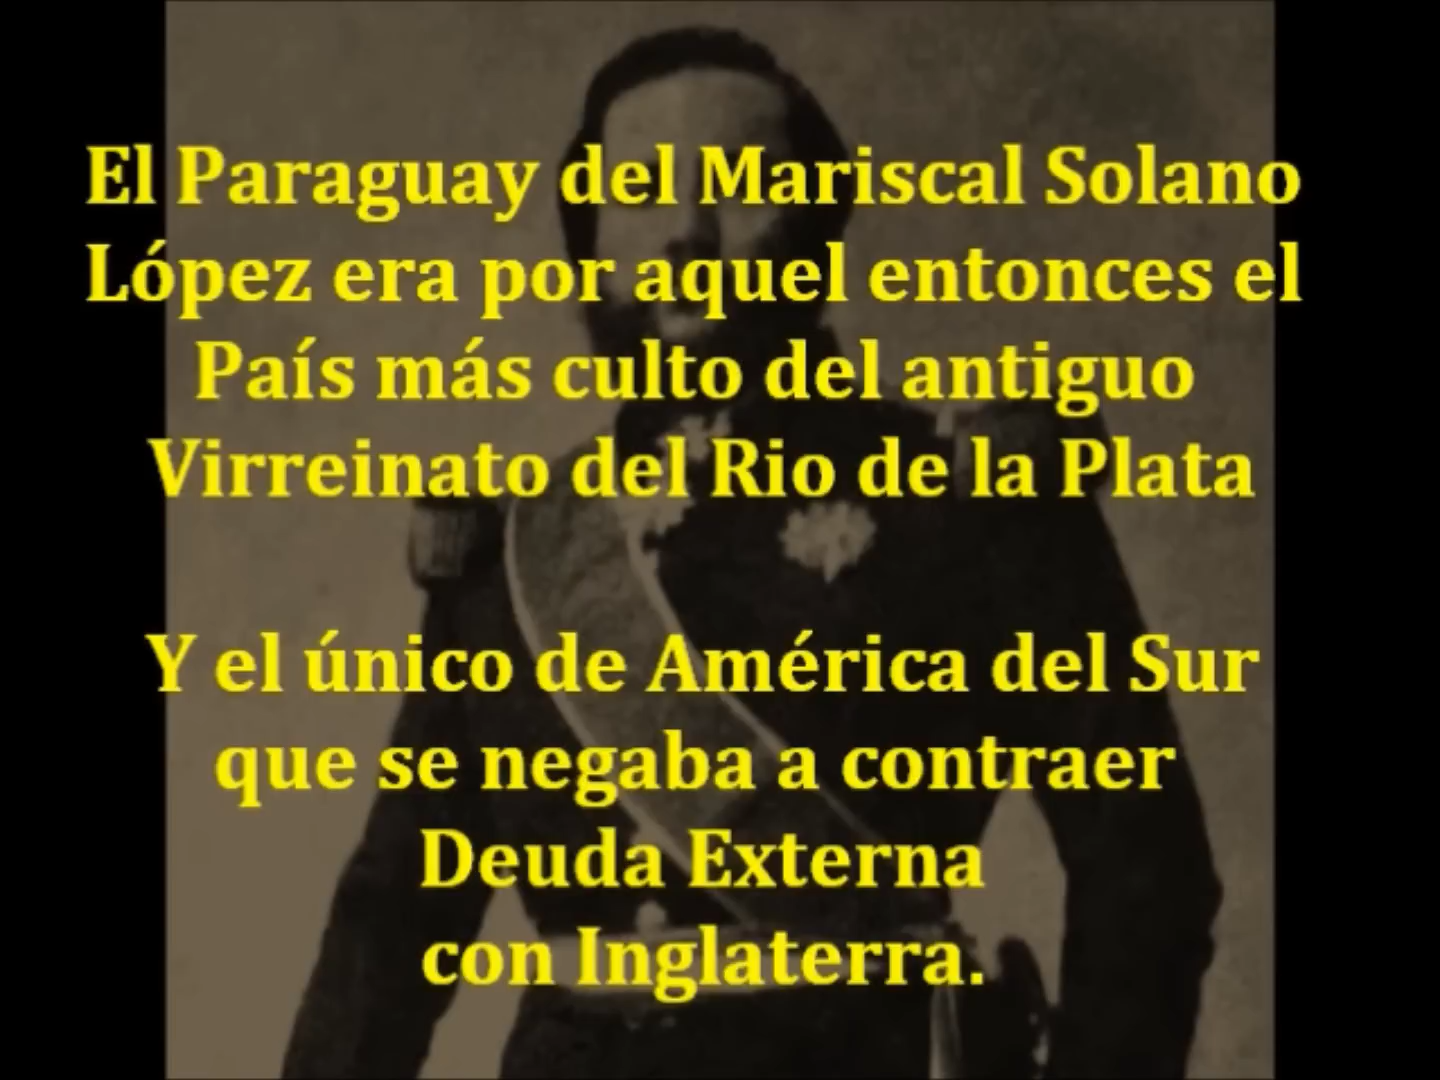 El Paraguay del Mariscal Solano
López era por aquel entonces el
País más culto del antiguo
Virreinato del Rio de la Plata
Y el único de América del Sur
que se negaba a contraer
Deuda Externa
con Inglaterra.